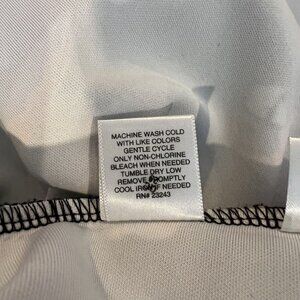 MACHINE WASH COLD
WITH LIKE COLORS
GENTLE CYCLE
ONLY NON-CHLORINE
BLEACH WHEN NEEDED
TUMBLE DRY LOW
REMOVE PROMPTLY
COOL IRON IF NEEDED
RN# 23243